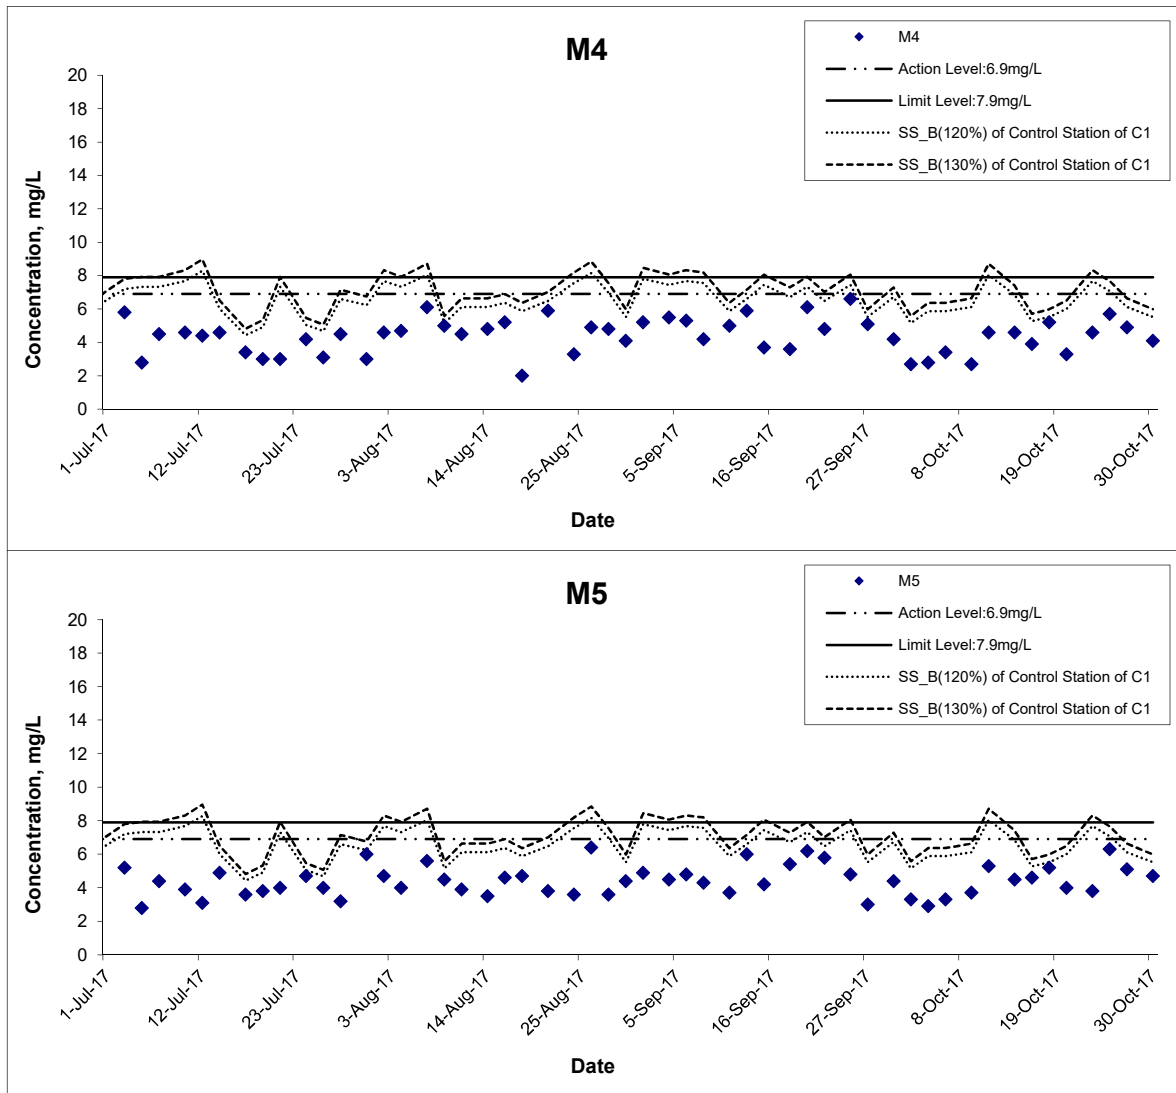 M4
M4
Action Level:6.9mg/L
Limit Level:7.9mg/L
SS_B(120%) of Control Station of C1
SS_B(130%) of Control Station of C1
Concentration, mg/L
20
18
16
14
12
10
8
6
4
2
0
1-Jul-17
12-Jul-17
23-Jul-17
3-Aug-17
14-Aug-17
25-Aug-17
5-Sep-17
16-Sep-17
27-Sep-17
8-Oct-17
19-Oct-17
30-Oct-17
Date
M5
M5
Action Level:6.9mg/L
Limit Level:7.9mg/L
SS_B(120%) of Control Station of C1
SS_B(130%) of Control Station of C1
Concentration, mg/L
20
18
16
14
12
10
8
6
4
2
0
1-Jul-17
12-Jul-17
23-Jul-17
3-Aug-17
14-Aug-17
25-Aug-17
5-Sep-17
16-Sep-17
27-Sep-17
8-Oct-17
19-Oct-17
30-Oct-17
Date